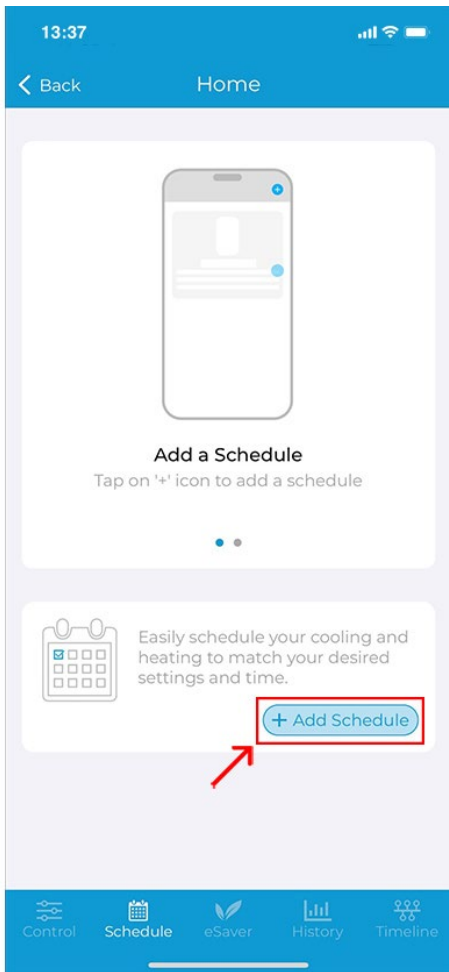 13:37
Back
Home
Add a Schedule
Tap on '+' icon to add a schedule
Easily schedule your cooling and
heating to match your desired
settings and time.
+ Add Schedule
Control
Schedule
eSaver
History
Timeline